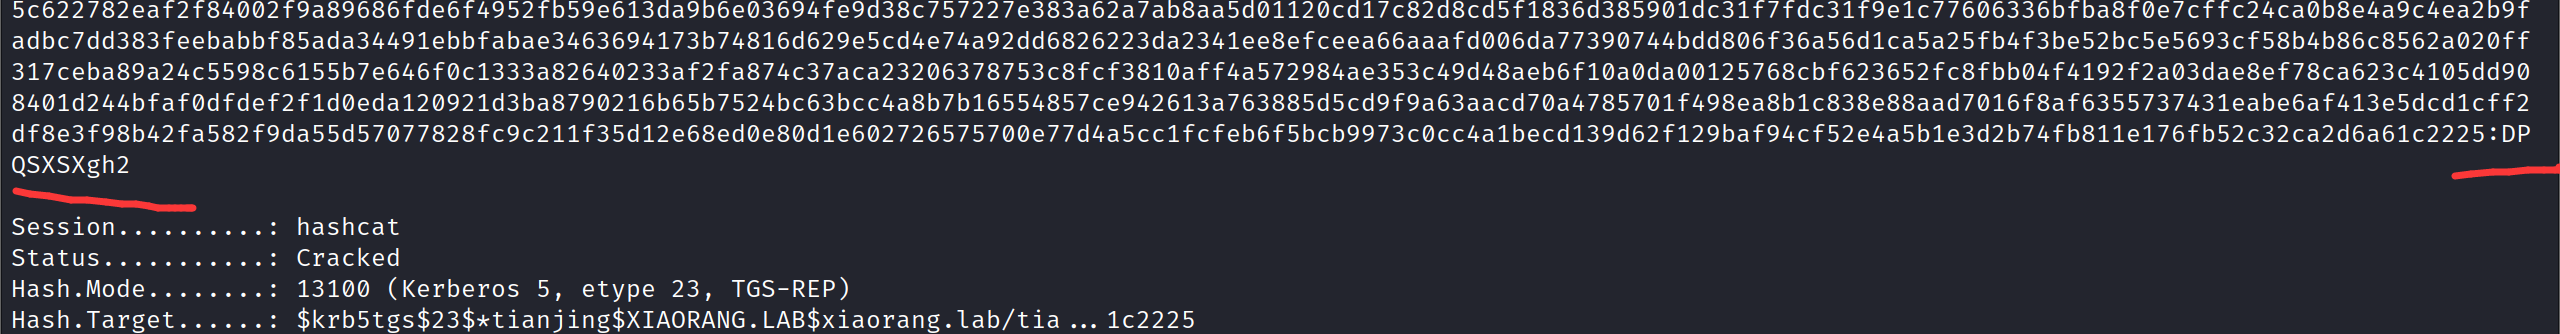 5c622782eaf2f84002f9a89686fde6f4952fb59e613da9b6e03694fe9d38c757227e383a62a7ab8aa5d01120cd17c82d8cd5f1836d385901dc31f7fdc31f9e1c77606336bfba8f0e7cffc24ca0b8e4a9c4ea2b9f
adbc7dd383feebabbf85ada34491ebbfabae3463694173b74816d629e5cd4e74a92dd6826223da2341ee8efceea66aaafd006da77390744bdd806f36a56d1ca5a25fb4f3be52bc5e5693cf58b4b86c8562a020ff
317ceba89a24c5598c6155b7e646f0c1333a82640233af2fa874c37aca23206378753c8fcf3810aff4a572984ae353c49d48aeb6f10a0da00125768cbf623652fc8fbb04f4192f2a03dae8ef78ca623c4105dd90
8401d244bfaf0dfdef2f1d0eda120921d3ba8790216b65b7524bc63bcc4a8b7b16554857ce942613a763885d5cd9f9a63aacd70a4785701f498ea8b1c838e88aad7016f8af6355737431eabe6af413e5dcd1cff2
df8e3f98b42fa582f9da55d57077828fc9c211f35d12e68ed0e80d1e602726575700e77d4a5cc1fcfeb6f5bcb9973c0cc4a1becd139d62f129baf94cf52e4a5b1e3d2b74fb811e176fb52c32ca2d6a61c2225:DP
QSXSXgh2
Session..........: hashcat
Status...........: Cracked
Hash.Mode........: 13100 (Kerberos 5, etype 23, TGS-REP)
Hash.Target......: $krb5tgs$23$*tianjing$XIAORANG.LAB$xiaorang.lab/tia...1c2225